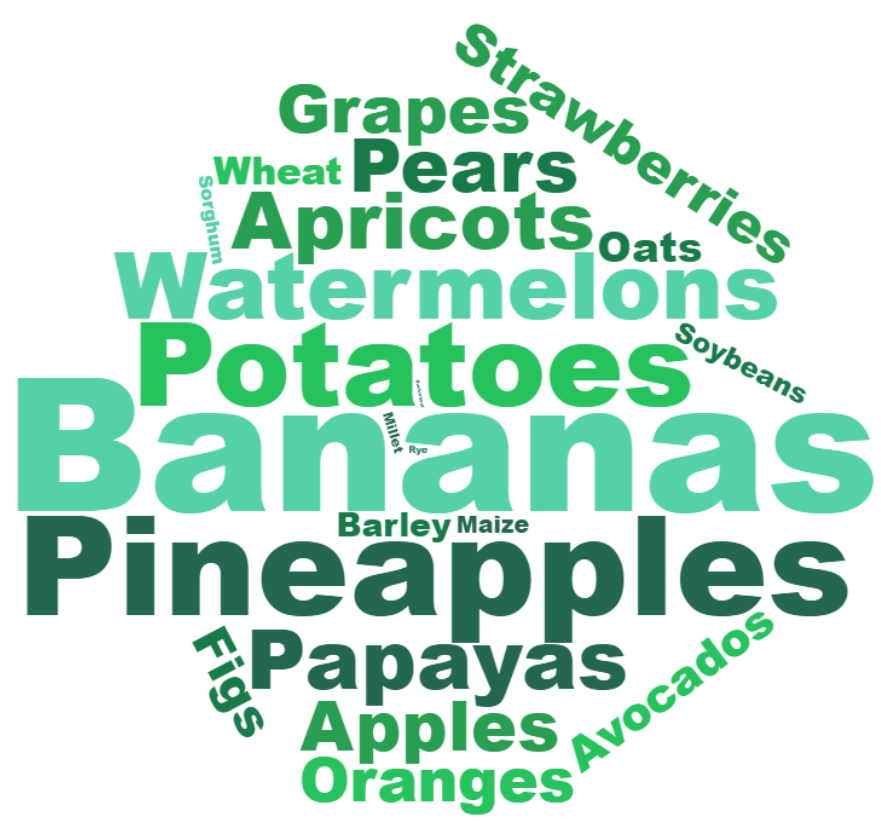 Strawberries
Grapes
Wheat
Pears
Sorghum
Apricots
Oats
Watermelons
Potatoes
Soybeans
Bananas
Millet
Rye
Barley
Maize
Pineapples
Figs
Papayas
Avocados
Apples
Oranges